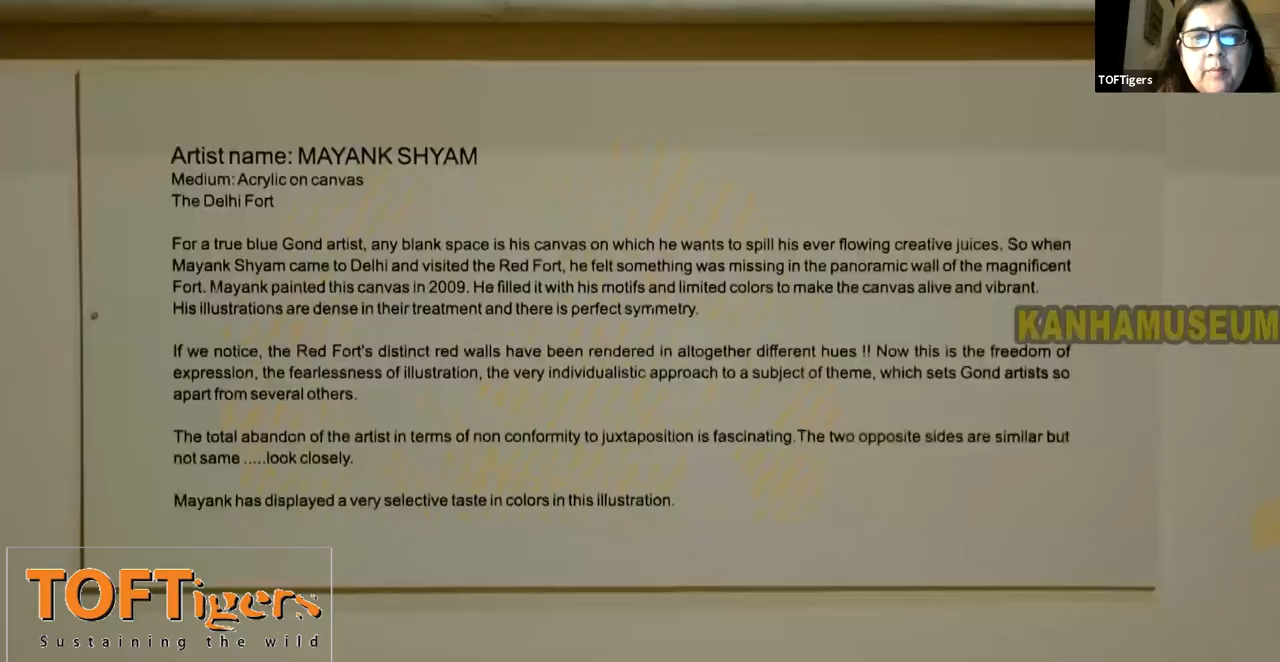 TOFTigers
Artist name: MAYANK SHYAM
Medium: Acrylic on canvas
The Delhi Fort
For a true blue Gond artist, any blank space is his canvas on which he wants to spill his ever flowing creative juices. So when
Mayank Shyam came to Delhi and visited the Red Fort, he felt something was missing in the panoramic wall of the magnificent
Fort. Mayank painted this canvas in 2009. He filled it with his motifs and limited colors to make the canvas alive and vibrant.
His illustrations are dense in their treatment and there is perfect symmetry.
KANHAMUSEUM
If we notice, the Red Fort's distinct red walls have been rendered in altogether different hues !! Now this is the freedom of
expression, the fearlessness of illustration, the very individualistic approach to a subject of theme, which sets Gond artists so
apart from several others.
The total abandon of the artist in terms of non conformity to juxtaposition is fascinating. The two opposite sides are similar but
not same .....look closely.
Mayank has displayed a very selective taste in colors in this illustration.
TOFTigers
Sustaining the wild